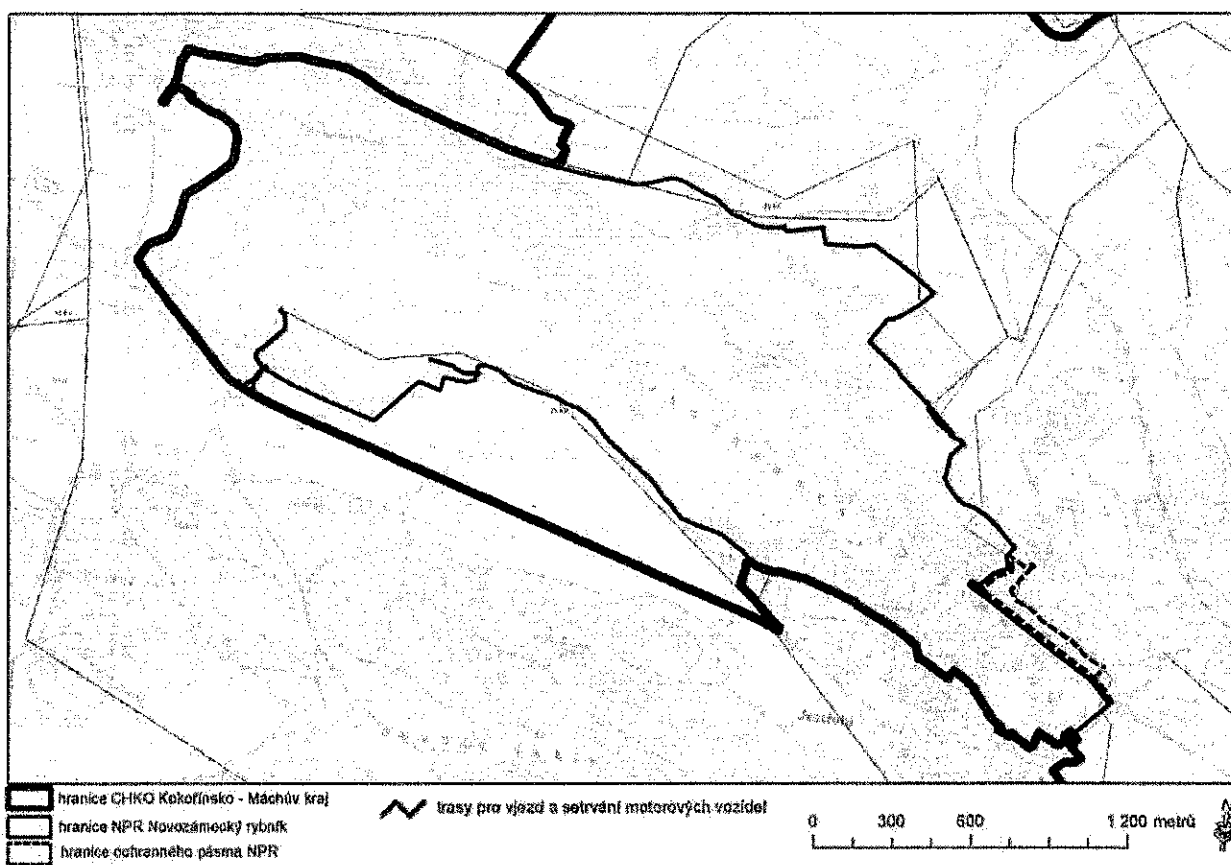 Jestřebý
hranice CHKO Kokořínsko - Máchův kraj
hranice NPR Novozámecký rybník
hranice ochranného pásma NPR
trasy pro vjezd a setrvání motorových vozidel
0 300 600 1 200 metrů